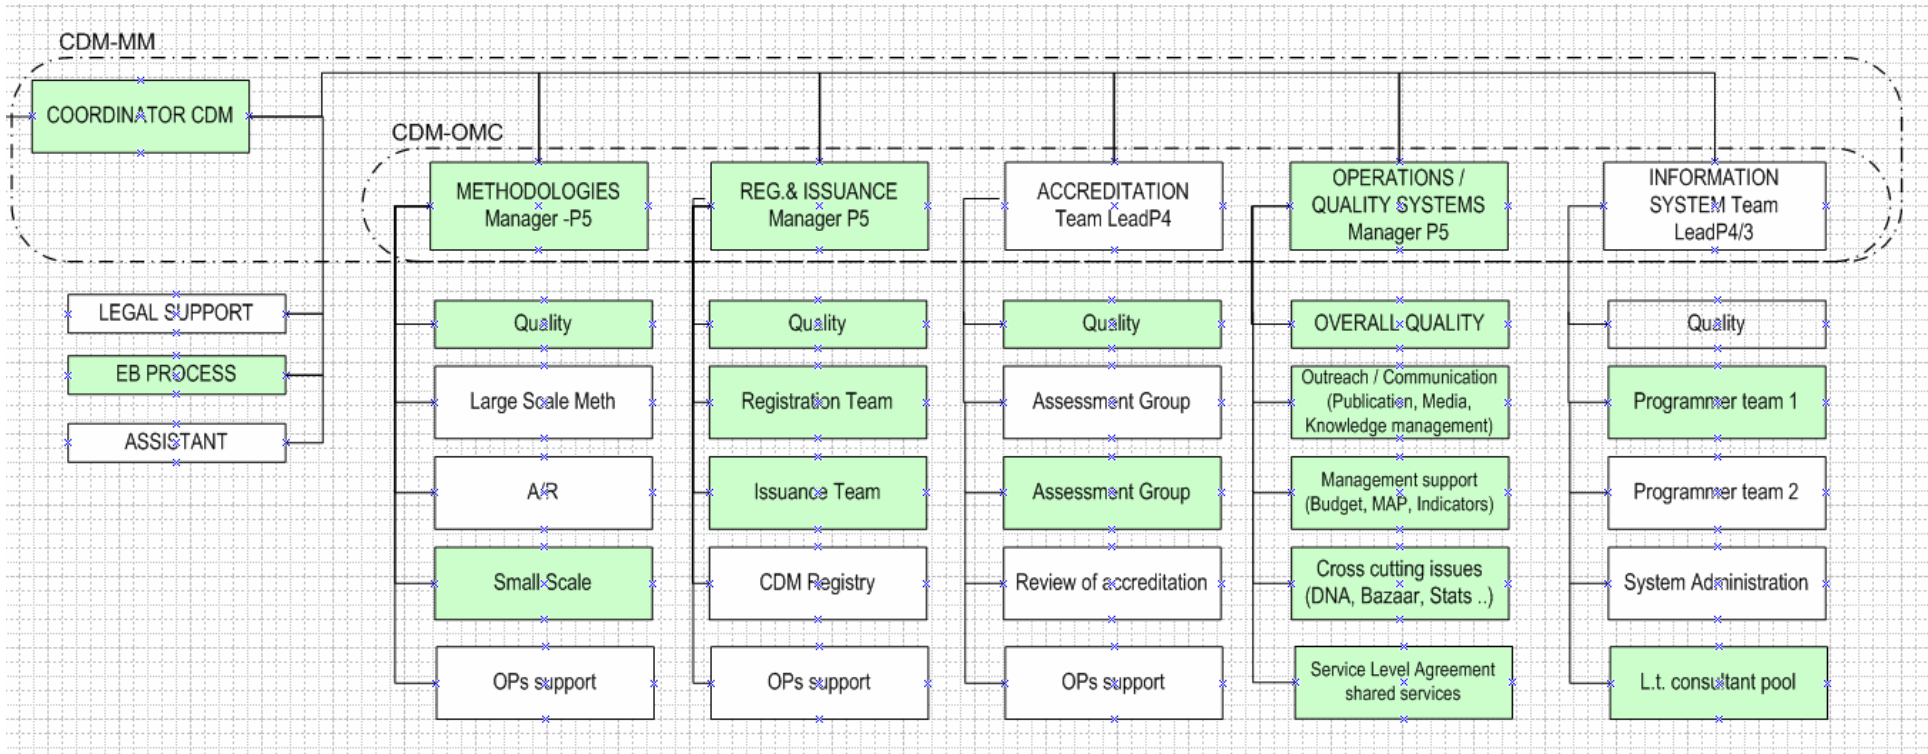 CDM-MM
COORDINATOR CDM
CDM-OMC
METHODOLOGIES
Manager -P5
REG.& ISSUANCE
Manager P5
ACCREDITATION
Team LeadP4
OPERATIONS /
QUALITY SYSTEMS
Manager P5
INFORMATION
SYSTEM Team
LeadP4/3
LEGAL SUPPORT
EB PROCESS
ASSISTANT
Quality
Large Scale Meth
A/R
Small Scale
OPs support
Quality
Registration Team
Issuance Team
CDM Registry
OPs support
Quality
Assessment Group
Assessment Group
Review of accreditation
OPs support
OVERALL QUALITY
Outreach / Communication
(Publication, Media,
Knowledge management)
Management support
(Budget, MAP, Indicators)
Cross cutting issues
(DNA, Bazaar, Stats ..)
Service Level Agreement
shared services
Quality
Programmer team 1
Programmer team 2
System Administration
L.t. consultant pool